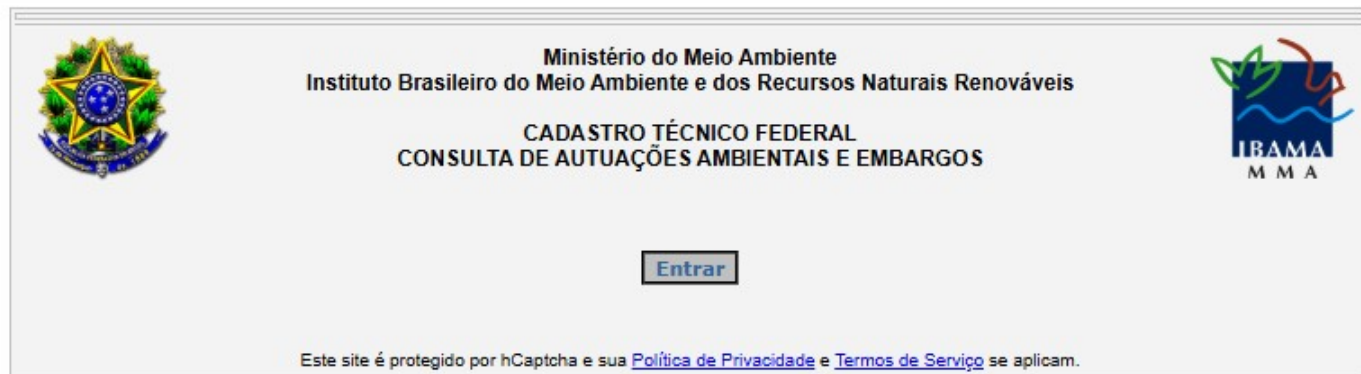 Ministério do Meio Ambiente
Instituto Brasileiro do Meio Ambiente e dos Recursos Naturais Renováveis
CADASTRO TÉCNICO FEDERAL
CONSULTA DE AUTUAÇÕES AMBIENTAIS E EMBARGOS
IBAMA
M M A
Entrar
Este site é protegido por hCaptcha e sua Política de Privacidade e Termos de Serviço se aplicam.